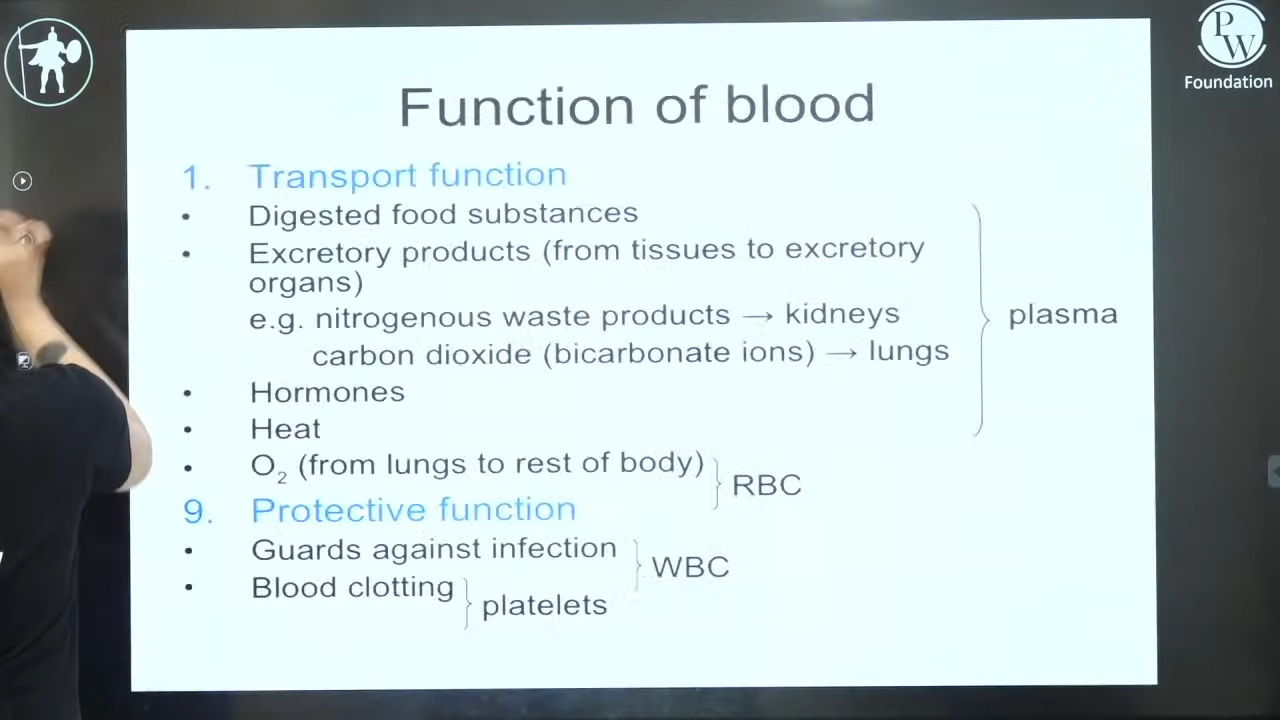 PW
Foundation
Function of blood
1. Transport function
• Digested food substances
• Excretory products (from tissues to excretory
organs)
e.g. nitrogenous waste products → kidneys
carbon dioxide (bicarbonate ions) → lungs
plasma
• Hormones
• Heat
• O₂ (from lungs to rest of body)
RBC
9. Protective function
• Guards against infection
WBC
• Blood clotting
platelets